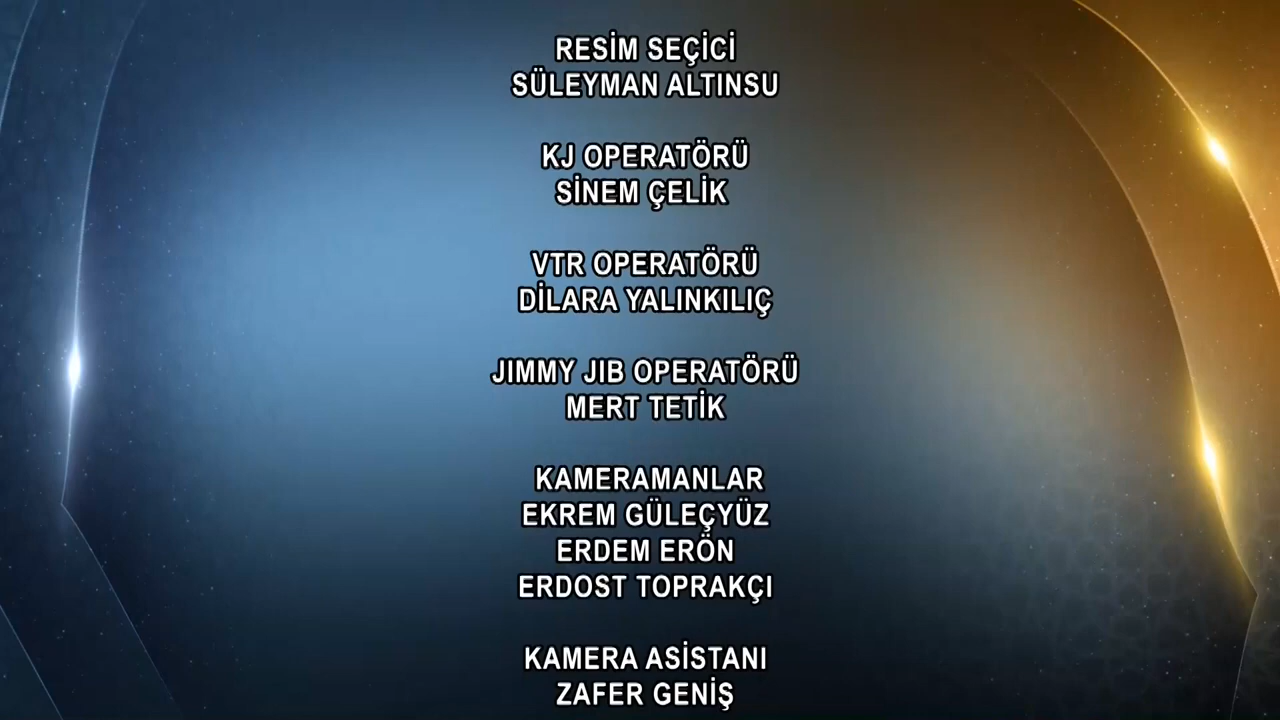 RESİM SEÇİCİ
SÜLEYMAN ALTINSU
KJ OPERATÖRÜ
SİNEM ÇELİK
VTR OPERATÖRÜ
DİLARA YALINKILIÇ
JIMMY JIB OPERATÖRÜ
MERT TETİK
KAMERAMANLAR
EKREM GÜLEÇYÜZ
ERDEM ERÖN
ERDOST TOPRAKÇI
KAMERA ASİSTANI
ZAFER GENİŞ